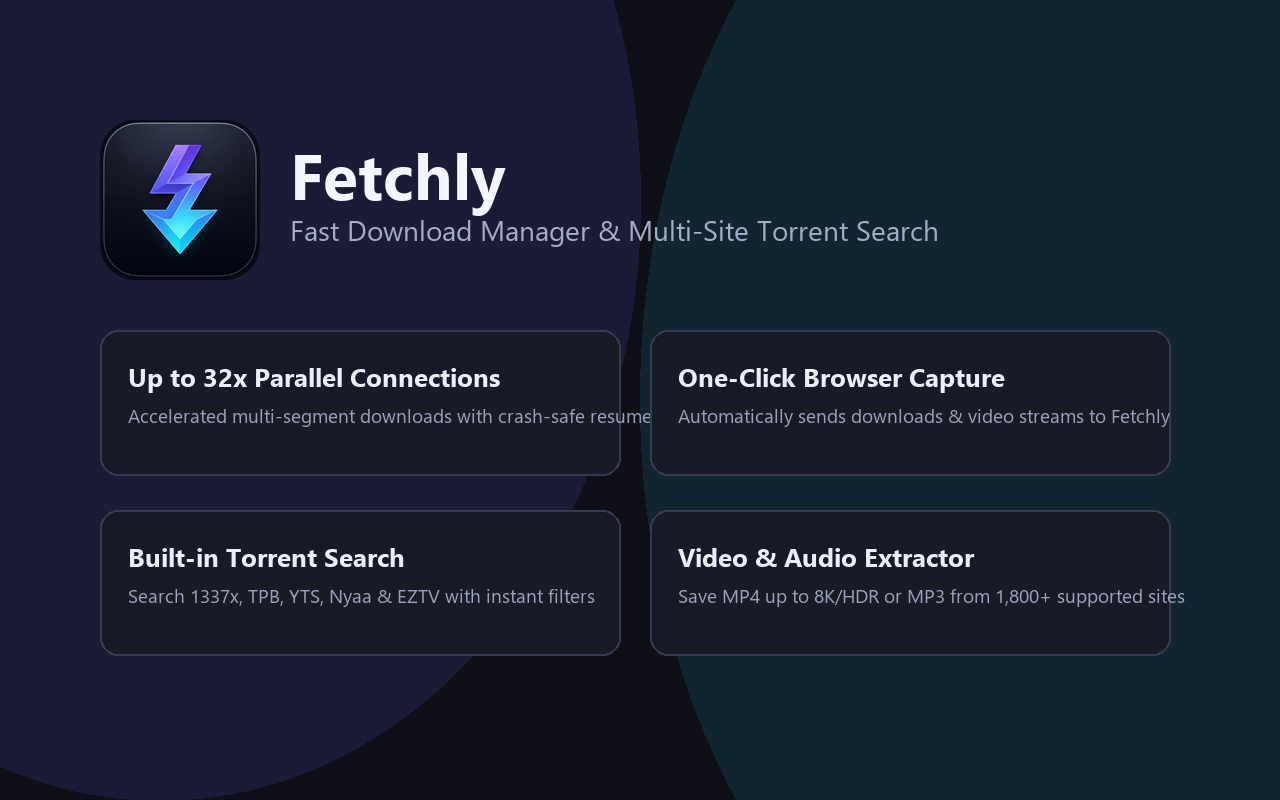 Fetchly
Fast Download Manager & Multi-Site Torrent Search
Up to 32x Parallel Connections
Accelerated multi-segment downloads with crash-safe resume
One-Click Browser Capture
Automatically sends downloads & video streams to Fetchly
Built-in Torrent Search
Search 1337x, TPB, YTS, Nyaa & EZTV with instant filters
Video & Audio Extractor
Save MP4 up to 8K/HDR or MP3 from 1,800+ supported sites